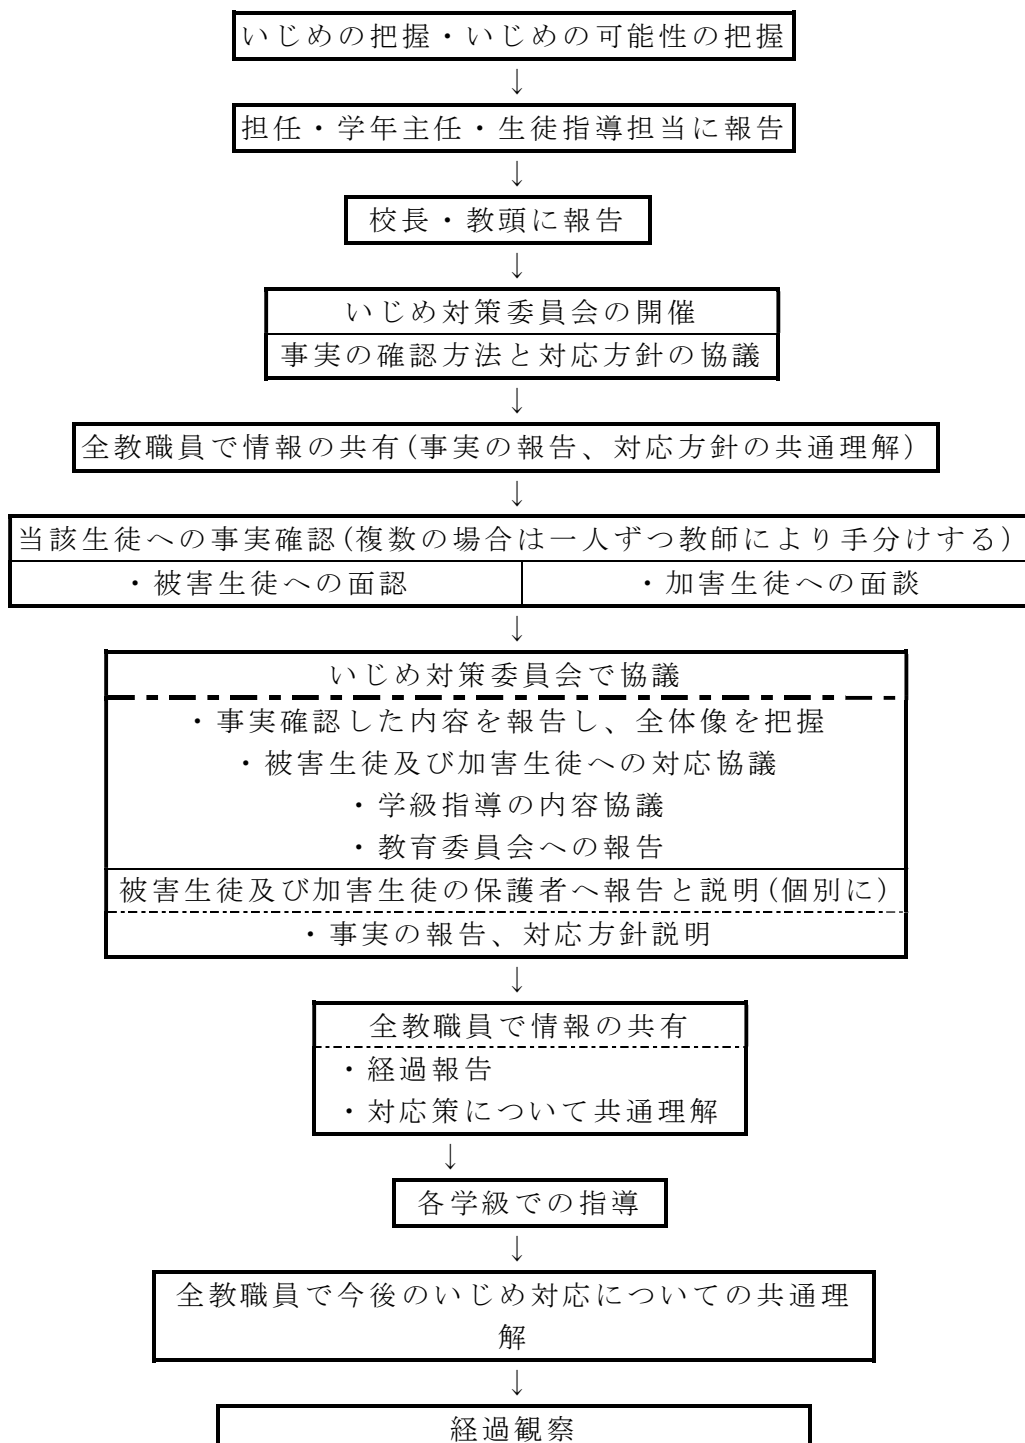 いじめの把握・いじめの可能性の把握
↓
担任・学年主任・生徒指導担当に報告
↓
校長・教頭に報告
↓
いじめ対策委員会の開催
事実の確認方法と対応方針の協議
↓
全教職員で情報の共有(事実の報告、対応方針の共通理解)
↓
当該生徒への事実確認(複数の場合は一人ずつ教師により手分けする)
・被害生徒への面認
・加害生徒への面談
↓
いじめ対策委員会で協議
・事実確認した内容を報告し、全体像を把握
・被害生徒及び加害生徒への対応協議
・学級指導の内容協議
・教育委員会への報告
被害生徒及び加害生徒の保護者へ報告と説明(個別に)
・事実の報告、対応方針説明
↓
全教職員で情報の共有
・経過報告
・対応策について共通理解
↓
各学級での指導
↓
全教職員で今後のいじめ対応についての共通理
解
↓
経過観察